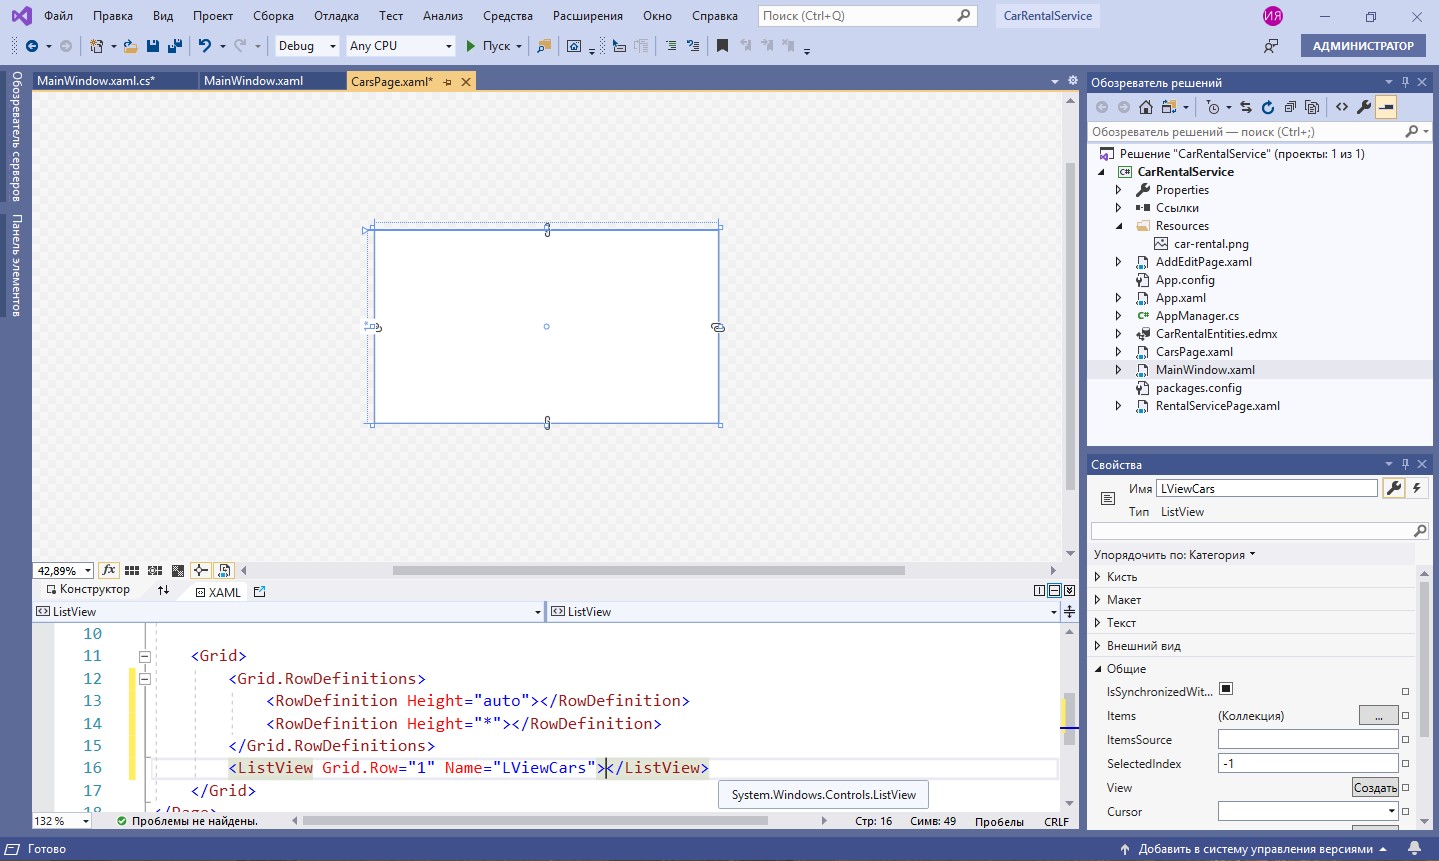 Файл Правка Вид Проект Сборка Отладка Тест Анализ Средства Расширения Окно Справка Поиск (Ctrl+Q) CarRentalService ИЯ
Debug Any CPU Пуск АДМИНИСТРАТОР
Обозреватель серверов
Панель элементов
MainWindow.xaml.cs* MainWindow.xaml CarsPage.xaml*
42,89% fx
Конструктор XAML
ListView ListView
10
11 <Grid>
12 <Grid.RowDefinitions>
13 <RowDefinition Height="auto"></RowDefinition>
14 <RowDefinition Height="*"></RowDefinition>
15 </Grid.RowDefinitions>
16 <ListView Grid.Row="1" Name="LViewCars"></ListView>
17 </Grid>
18 </Page>
System.Windows.Controls.ListView
132 % Проблемы не найдены. Стр: 16 Симв: 49 Пробелы CRLF
Обозреватель решений
Обозреватель решений — поиск (Ctrl+;)
Решение "CarRentalService" (проекты: 1 из 1)
C# CarRentalService
Properties
Ссылки
Resources
car-rental.png
AddEditPage.xaml
App.config
App.xaml
C# AppManager.cs
CarRentalEntities.edmx
CarsPage.xaml
MainWindow.xaml
packages.config
RentalServicePage.xaml
Свойства
Имя LViewCars
Тип ListView
Упорядочить по: Категория
Кисть
Макет
Текст
Внешний вид
Общие
IsSynchronizedWit...
Items (Коллекция) ...
ItemsSource
SelectedIndex -1
View Создать
Cursor
Готово Добавить в систему управления версиями